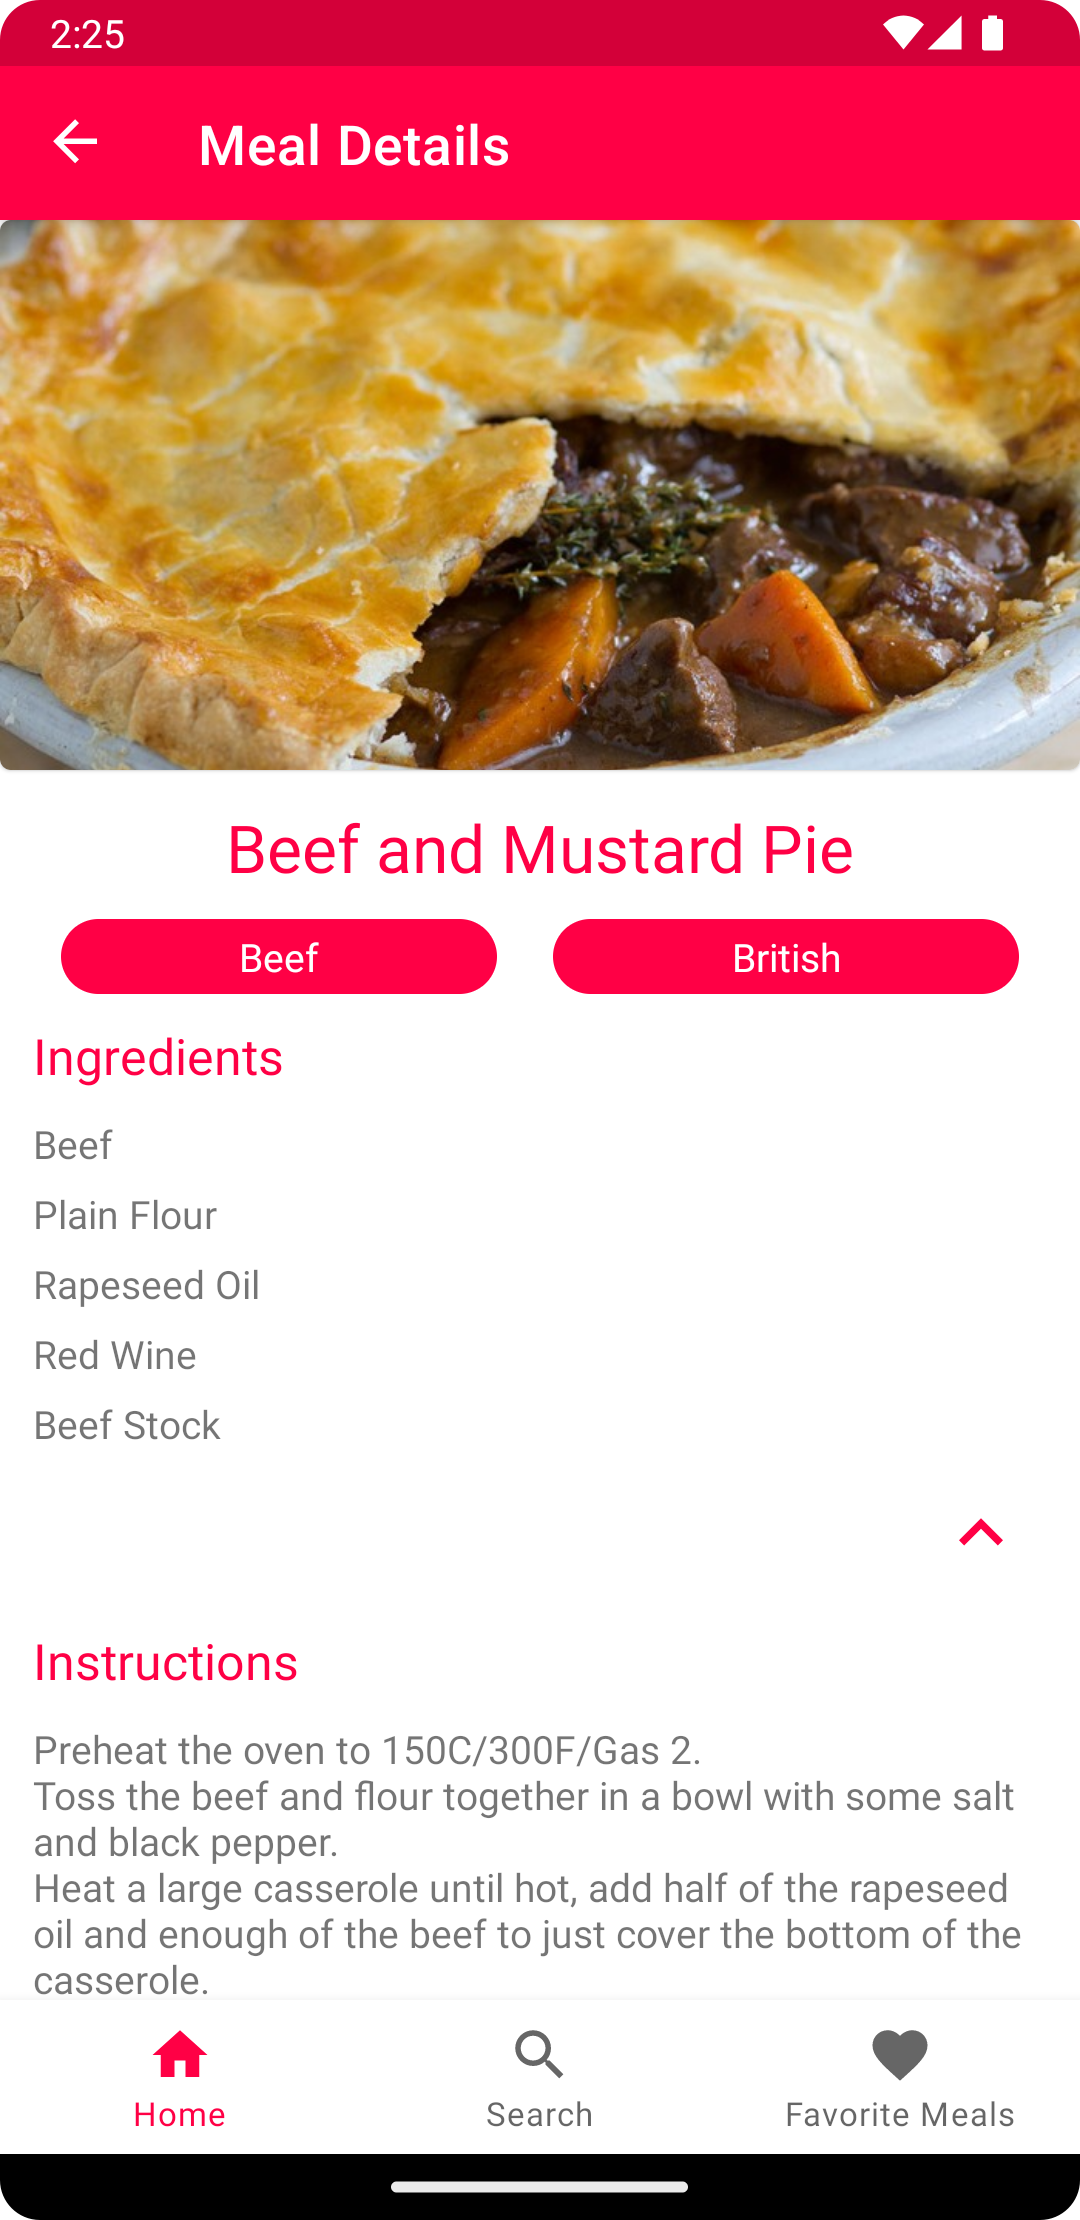 2:25
Meal Details
Beef and Mustard Pie
Beef
British
Ingredients
Beef
Plain Flour
Rapeseed Oil
Red Wine
Beef Stock
Instructions
Preheat the oven to 150C/300F/Gas 2.
Toss the beef and flour together in a bowl with some salt
and black pepper.
Heat a large casserole until hot, add half of the rapeseed
oil and enough of the beef to just cover the bottom of the
casserole.
Home
Search
Favorite Meals